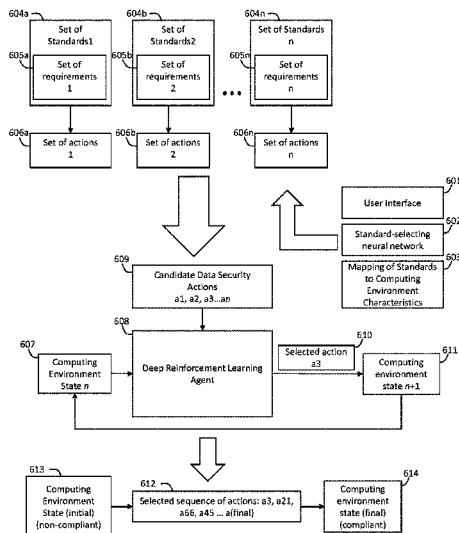 604a
604b
604n
Set of
Standards1
Set of
Standards2
Set of Standards
n
605a
605b
605n
Set of
requirements
1
Set of
requirements
2
Set of
requirements
n
...
606a
606b
606n
Set of actions
1
Set of actions
2
Set of actions
n
601
User Interface
602
Standard-selecting
neural network
603
Mapping of Standards
to Computing
Environment
Characteristics
609
Candidate Data Security
Actions
a1, a2, a3...an
608
Deep Reinforcement Learning
Agent
607
Computing
Environment
State n
610
Selected action
a3
611
Computing
environment
state n+1
613
Computing
Environment
State (initial)
(non-compliant)
612
Selected sequence of actions: a3, a21,
a66, a45 ... a(final)
614
Computing
environment
state (final)
(compliant)